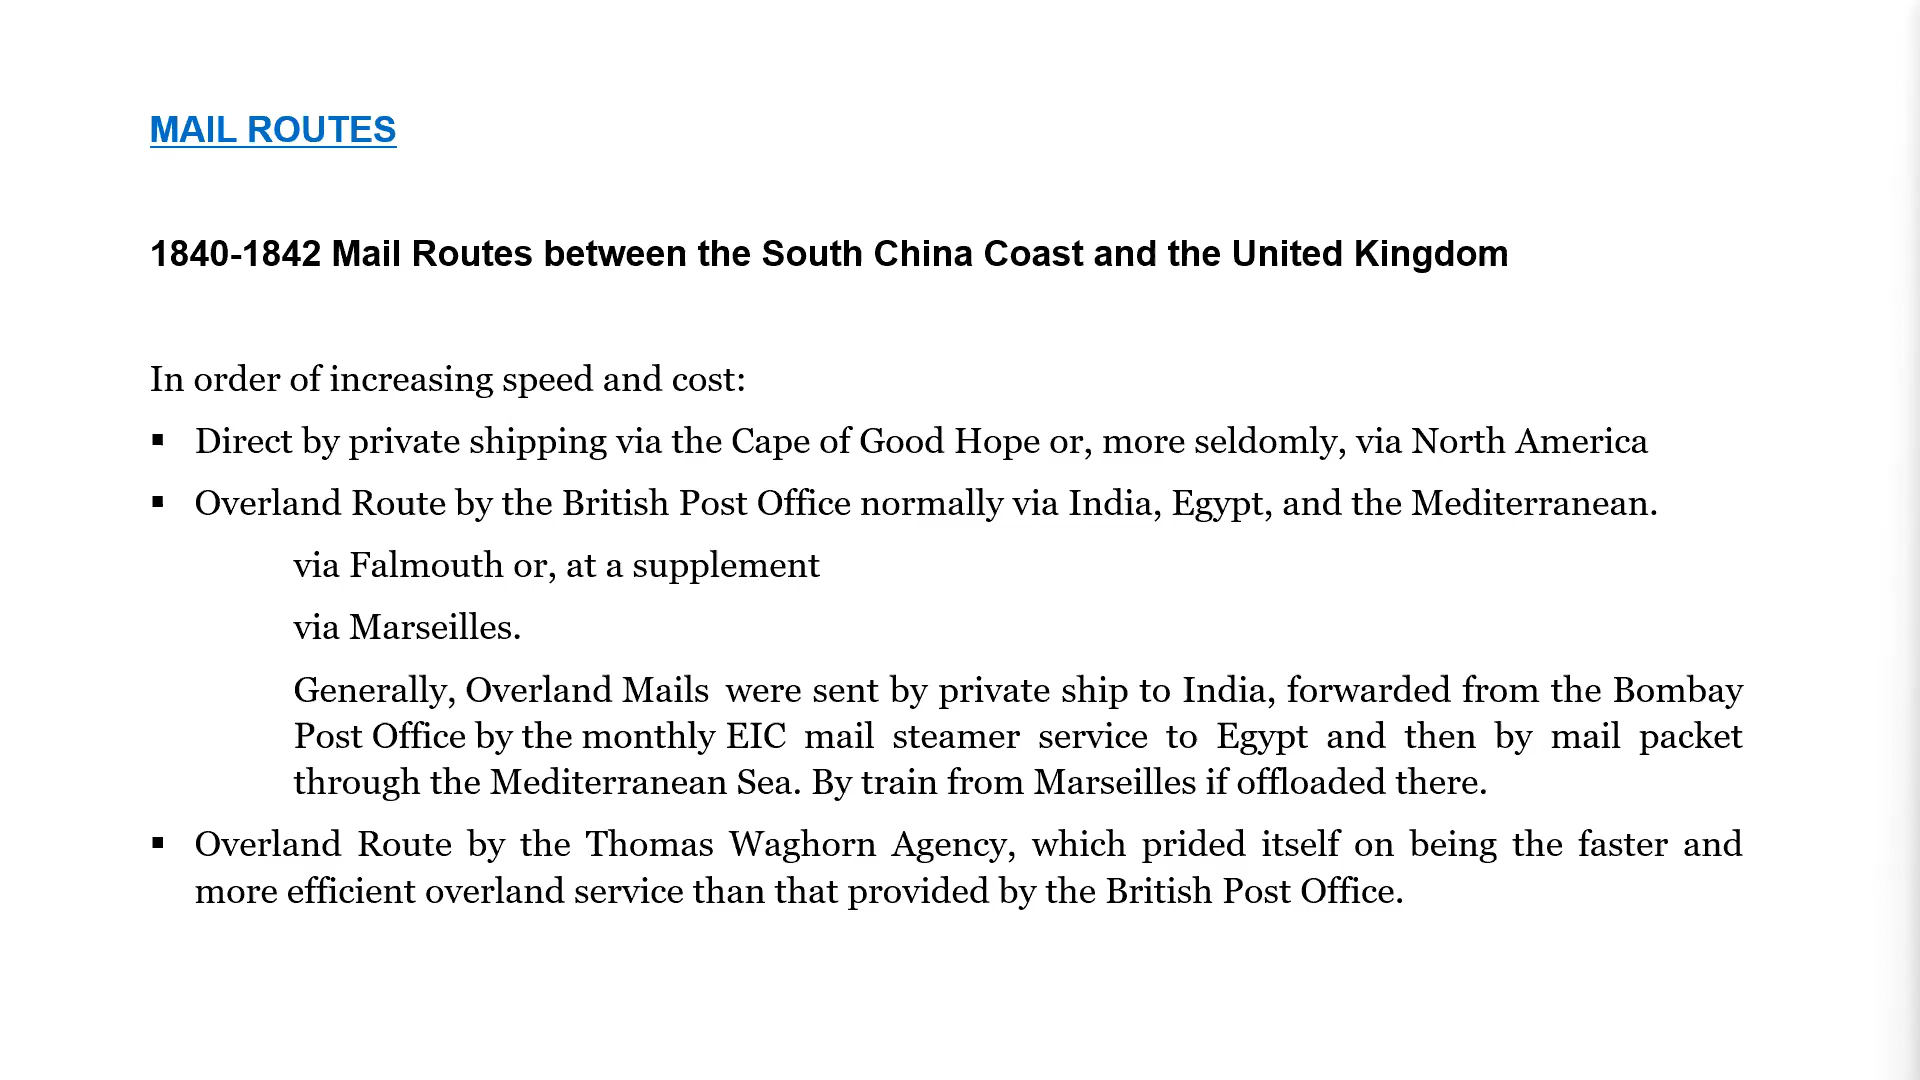 MAIL ROUTES
1840-1842 Mail Routes between the South China Coast and the United Kingdom
In order of increasing speed and cost:
▪ Direct by private shipping via the Cape of Good Hope or, more seldomly, via North America
▪ Overland Route by the British Post Office normally via India, Egypt, and the Mediterranean.
via Falmouth or, at a supplement
via Marseilles.
Generally, Overland Mails were sent by private ship to India, forwarded from the Bombay
Post Office by the monthly EIC mail steamer service to Egypt and then by mail packet
through the Mediterranean Sea. By train from Marseilles if offloaded there.
▪ Overland Route by the Thomas Waghorn Agency, which prided itself on being the faster and
more efficient overland service than that provided by the British Post Office.